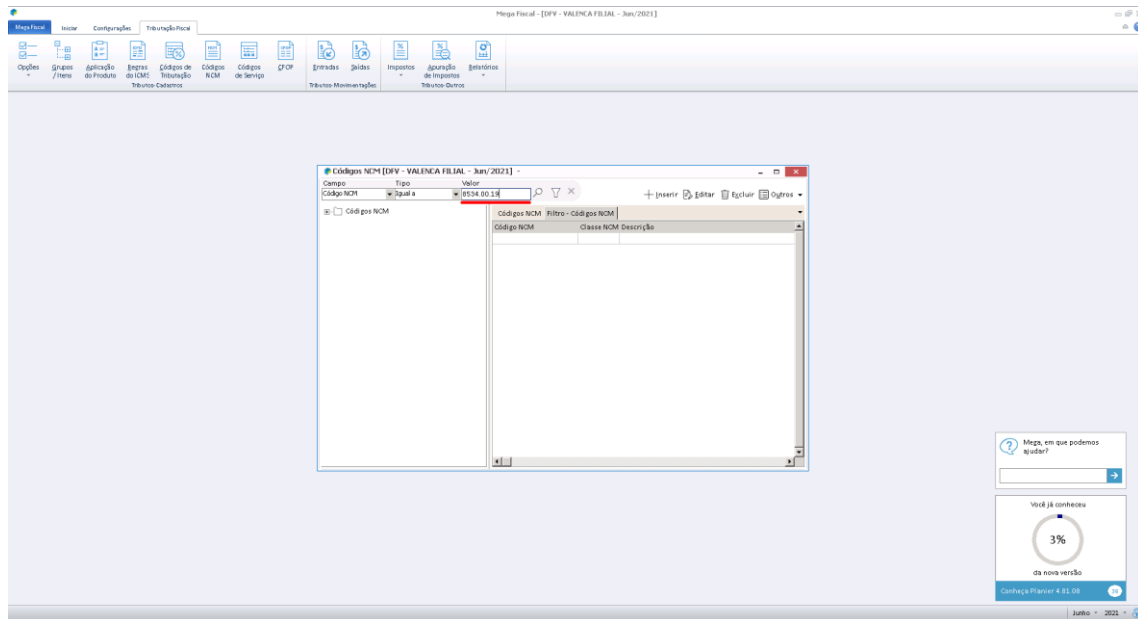 Mega Fiscal - [DFV - VALENCA FILIAL - Jun/2021]
Mega Fiscal Iniciar Configurações Tributação Fiscal
Opções Grupos / Itens Aplicação do Produto Regras do ICMS Códigos de Tributação Códigos NCM Códigos de Serviço CFOP Entradas Saídas Impostos Apuração de Impostos Relatórios
Tributos-Cadastros Tributos-Movimentações Tributos-Outros
Códigos NCM [DFV - VALENCA FILIAL - Jun/2021] -
Campo Tipo Valor
Código NCM Igual a 8534.00.19
Inserir Editar Excluir Outros
Códigos NCM
Códigos NCM Filtro - Códigos NCM
Código NCM Classe NCM Descrição
Mega, em que podemos
ajudar?
Você já conheceu
3%
da nova versão
Conheça Planier 4.81.08
Junho 2021